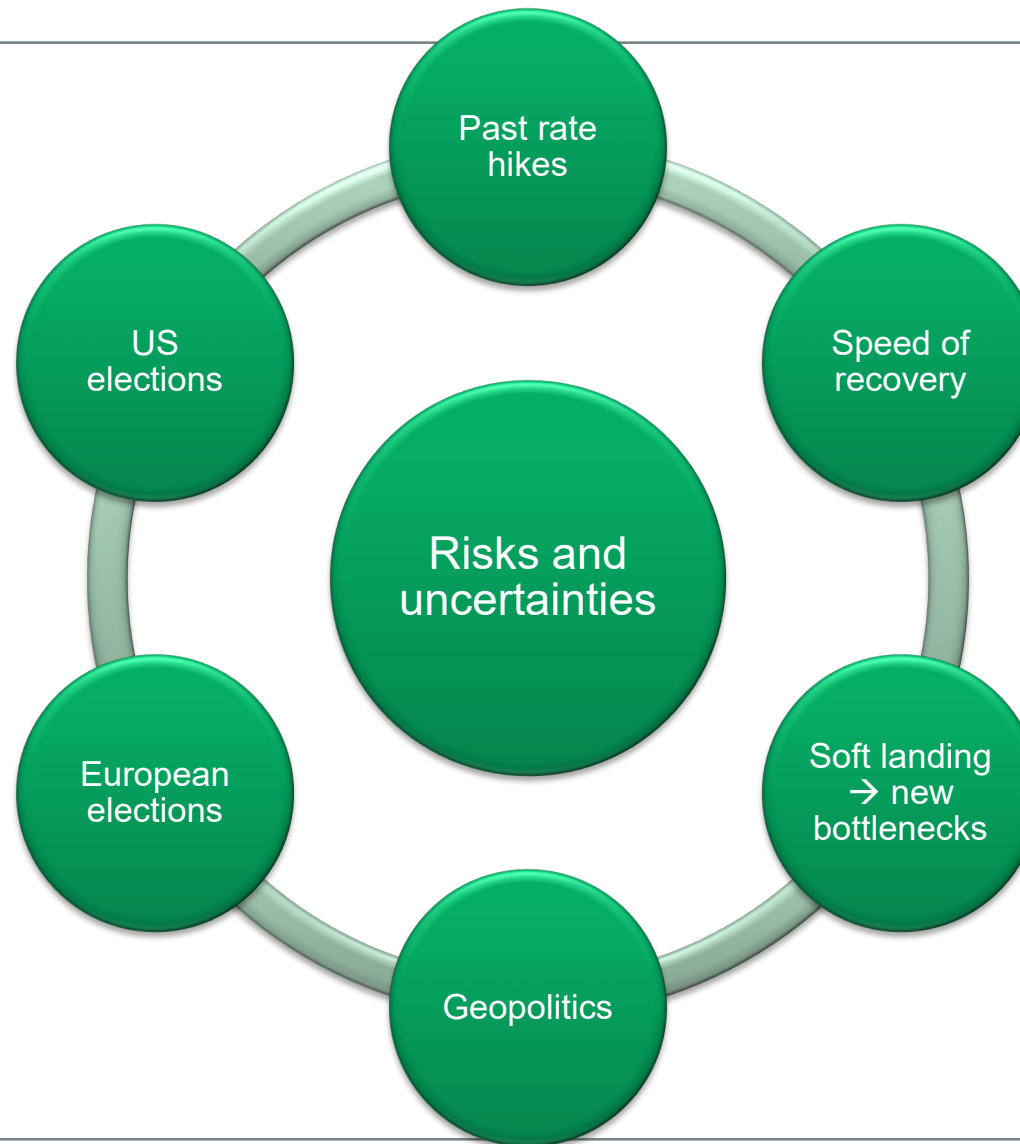 Past rate
hikes
Speed of
recovery
Soft landing
→ new
bottlenecks
Geopolitics
European
elections
US
elections
Risks and
uncertainties